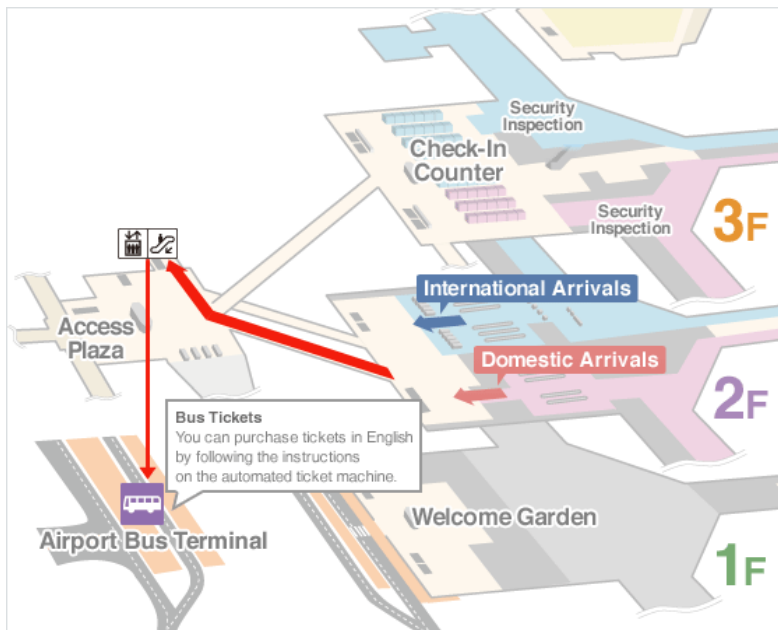 Security
Inspection
Check-In
Counter
Security
Inspection
3F
International Arrivals
Access
Plaza
Domestic Arrivals
2F
Bus Tickets
You can purchase tickets in English
by following the instructions
on the automated ticket machine.
Welcome Garden
Airport Bus Terminal
1F